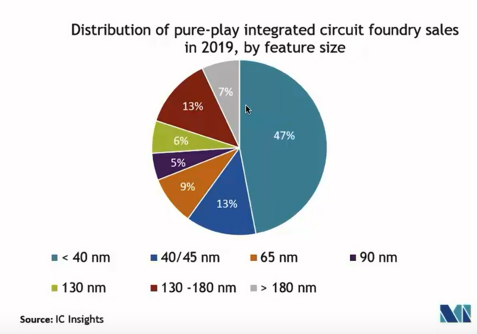 Distribution of pure-play integrated circuit foundry sales
in 2019, by feature size
7%
13%
47%
6%
5%
9%
13%
< 40 nm
40/45 nm
65 nm
90 nm
130 nm
130 -180 nm
> 180 nm
Source: IC Insights